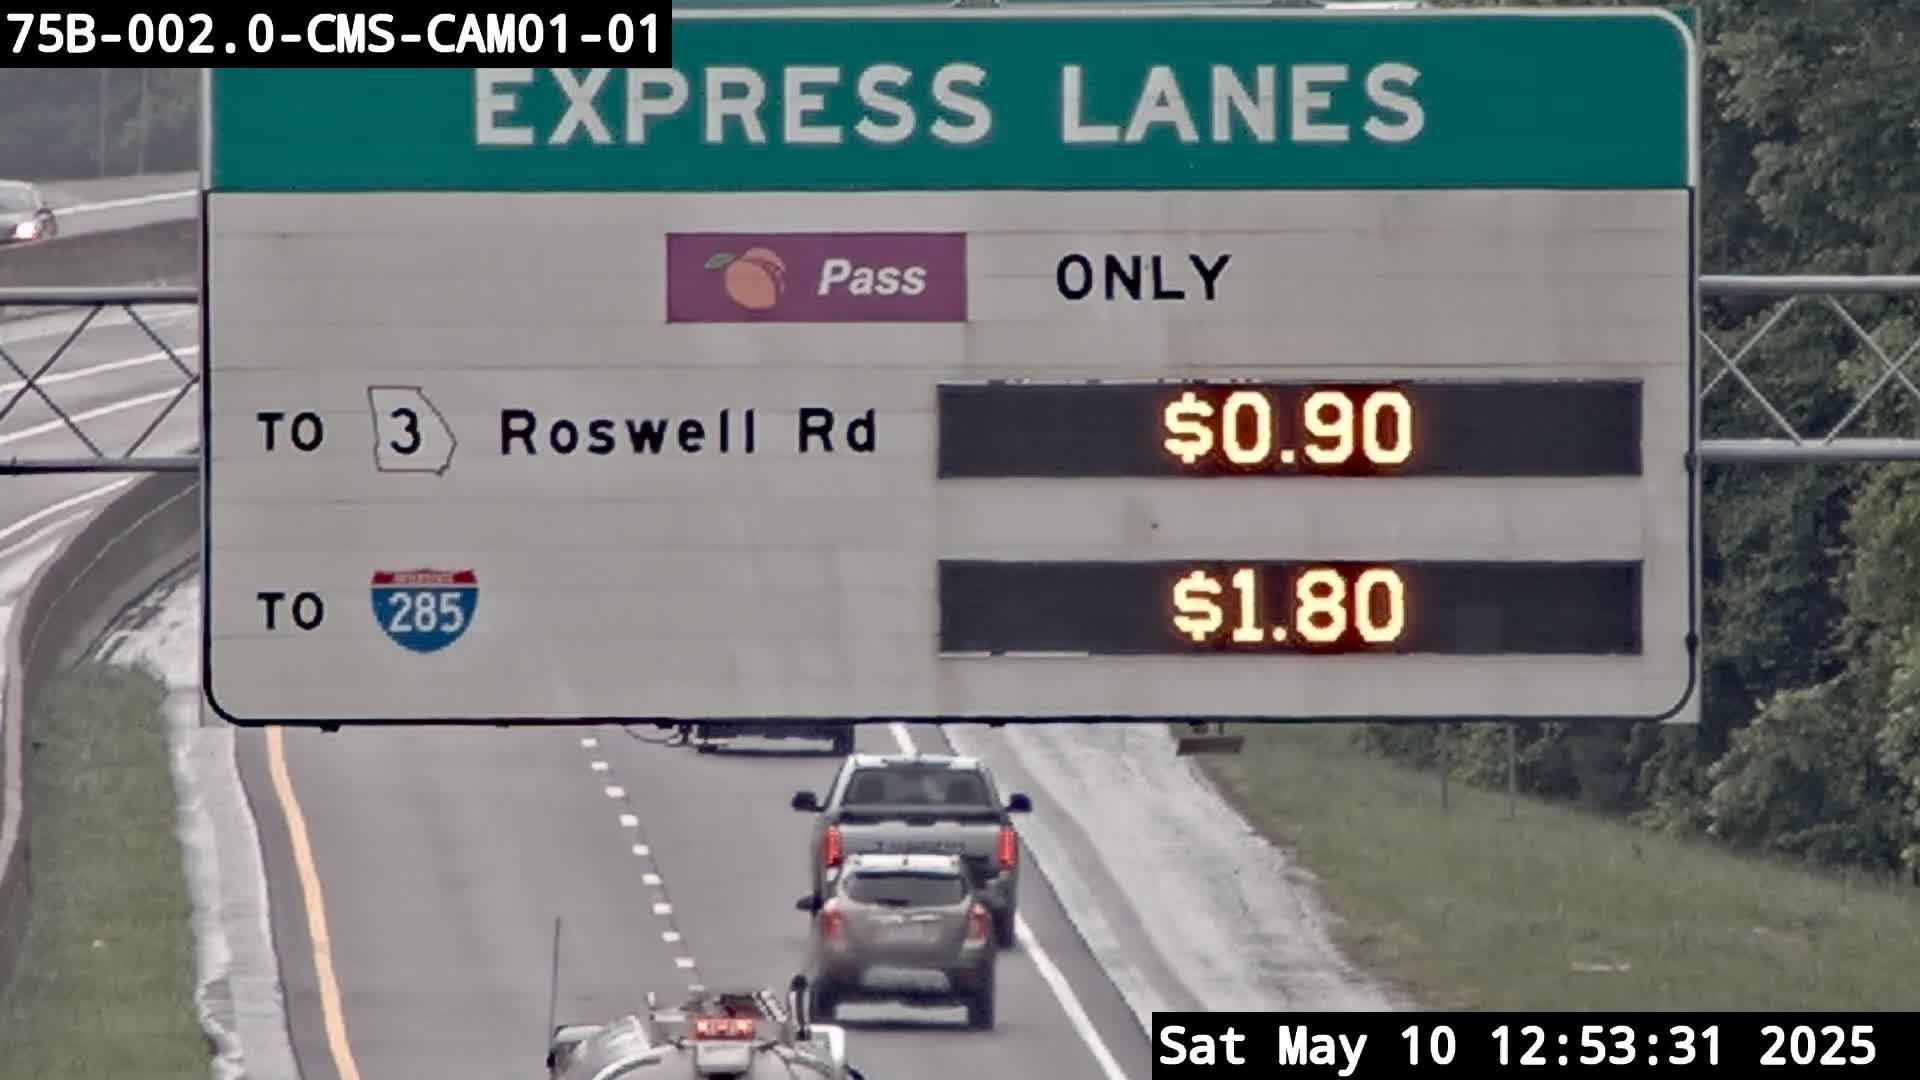 75B-002.0-CMS-CAM01-01
EXPRESS LANES
Pass ONLY
TO 3 Roswell Rd $0.90
TO 285 $1.80
Sat May 10 12:53:31 2025